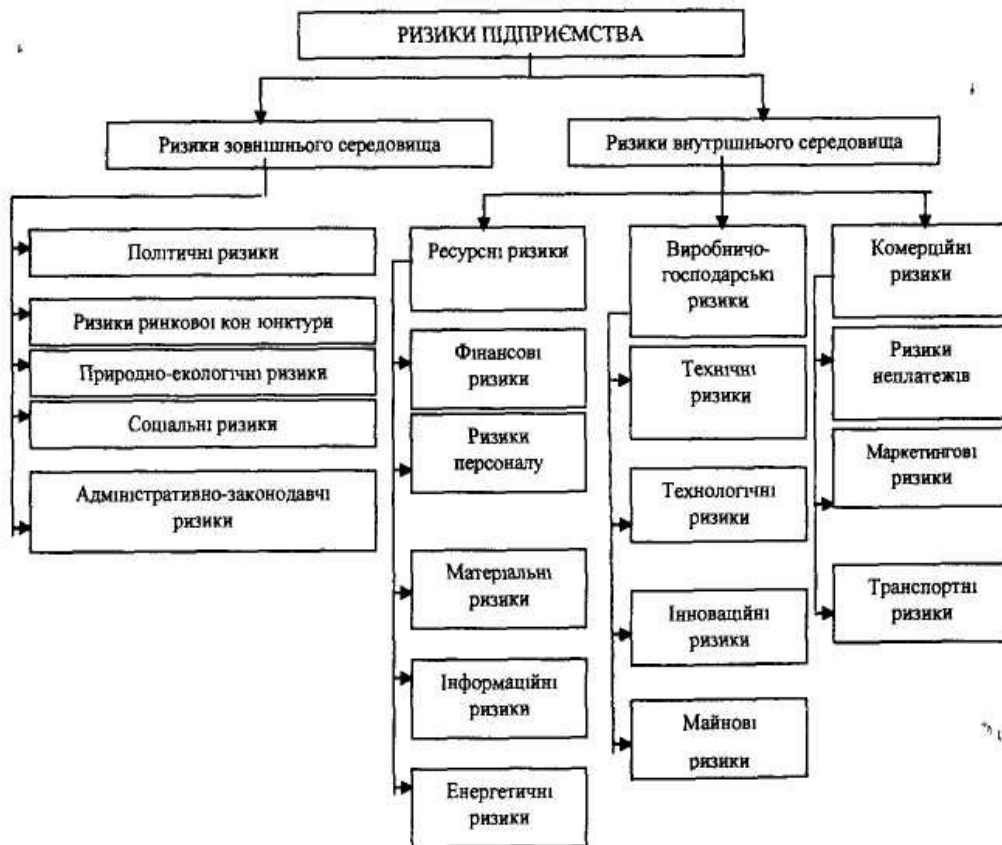 РИЗИКИ ПІДПРИЄМСТВА
Ризики зовнішнього середовища
Ризики внутрішнього середовища
Політичні ризики
Ризики ринкової кон юнктури
Природно-екологічні ризики
Соціальні ризики
Адміністративно-законодавчі
ризики
Ресурсні ризики
Фінансові
ризики
Ризики
персоналу
Матеріальні
ризики
Інформаційні
ризики
Енергетичні
ризики
Виробничо-
господарські
ризики
Технічні
ризики
Технологічні
ризики
Інноваційні
ризики
Майнові
ризики
Комерційні
ризики
Ризики
неплатежів
Маркетингові
ризики
Транспортні
ризики